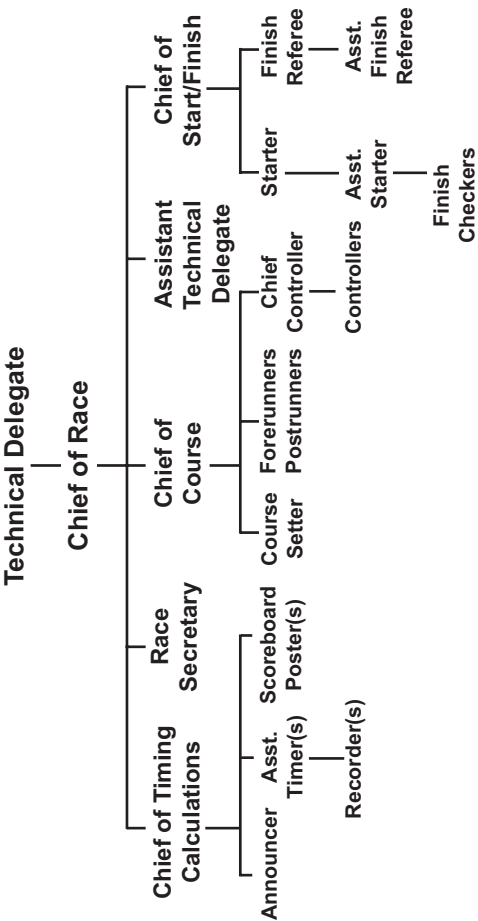 Technical Delegate
Chief of Race
Chief of Timing
Calculations
Race
Secretary
Chief of
Course
Assistant
Technical
Delegate
Chief of
Start/Finish
Announcer
Asst.
Timer(s)
Scoreboard
Poster(s)
Course
Setter
Forerunners
Postrunners
Chief
Controller
Starter
Finish
Referee
Recorder(s)
Controllers
Asst.
Starter
Asst.
Finish
Referee
Finish
Checkers